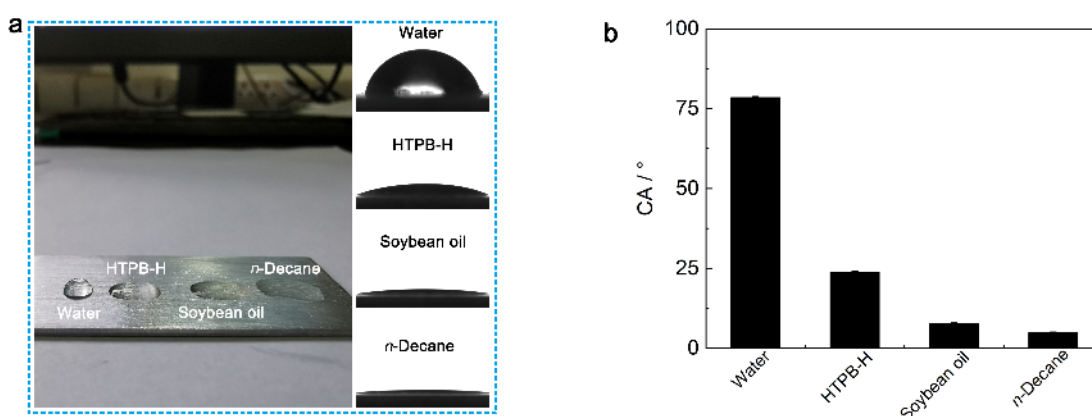 a
Water
HTPB-H
Soybean oil
n-Decane
HTPB-H
n-Decane
Water
Soybean oil
b
CA / °
100
75
50
25
0
Water
HTPB-H
Soybean oil
n-Decane